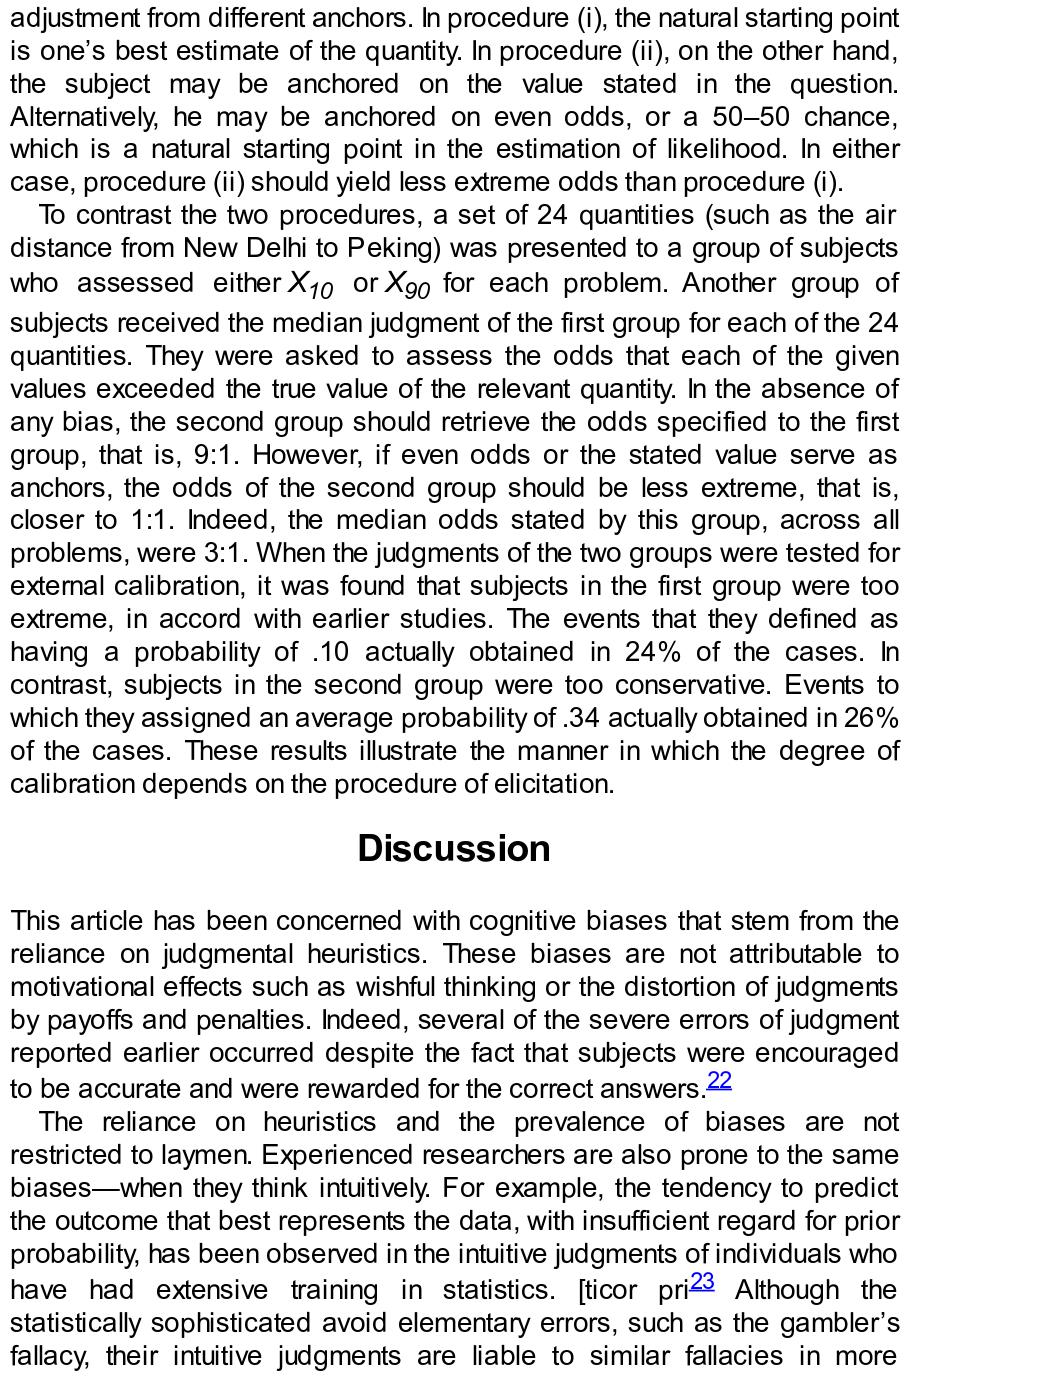 adjustment from different anchors. In procedure (i), the natural starting point
is one’s best estimate of the quantity. In procedure (ii), on the other hand,
the subject may be anchored on the value stated in the question.
Alternatively, he may be anchored on even odds, or a 50–50 chance,
which is a natural starting point in the estimation of likelihood. In either
case, procedure (ii) should yield less extreme odds than procedure (i).
To contrast the two procedures, a set of 24 quantities (such as the air
distance from New Delhi to Peking) was presented to a group of subjects
who assessed either X10 or X90 for each problem. Another group of
subjects received the median judgment of the first group for each of the 24
quantities. They were asked to assess the odds that each of the given
values exceeded the true value of the relevant quantity. In the absence of
any bias, the second group should retrieve the odds specified to the first
group, that is, 9:1. However, if even odds or the stated value serve as
anchors, the odds of the second group should be less extreme, that is,
closer to 1:1. Indeed, the median odds stated by this group, across all
problems, were 3:1. When the judgments of the two groups were tested for
external calibration, it was found that subjects in the first group were too
extreme, in accord with earlier studies. The events that they defined as
having a probability of .10 actually obtained in 24% of the cases. In
contrast, subjects in the second group were too conservative. Events to
which they assigned an average probability of .34 actually obtained in 26%
of the cases. These results illustrate the manner in which the degree of
calibration depends on the procedure of elicitation.
Discussion
This article has been concerned with cognitive biases that stem from the
reliance on judgmental heuristics. These biases are not attributable to
motivational effects such as wishful thinking or the distortion of judgments
by payoffs and penalties. Indeed, several of the severe errors of judgment
reported earlier occurred despite the fact that subjects were encouraged
to be accurate and were rewarded for the correct answers.22
The reliance on heuristics and the prevalence of biases are not
restricted to laymen. Experienced researchers are also prone to the same
biases—when they think intuitively. For example, the tendency to predict
the outcome that best represents the data, with insufficient regard for prior
probability, has been observed in the intuitive judgments of individuals who
have had extensive training in statistics. [ticor pri23 Although the
statistically sophisticated avoid elementary errors, such as the gambler’s
fallacy, their intuitive judgments are liable to similar fallacies in more